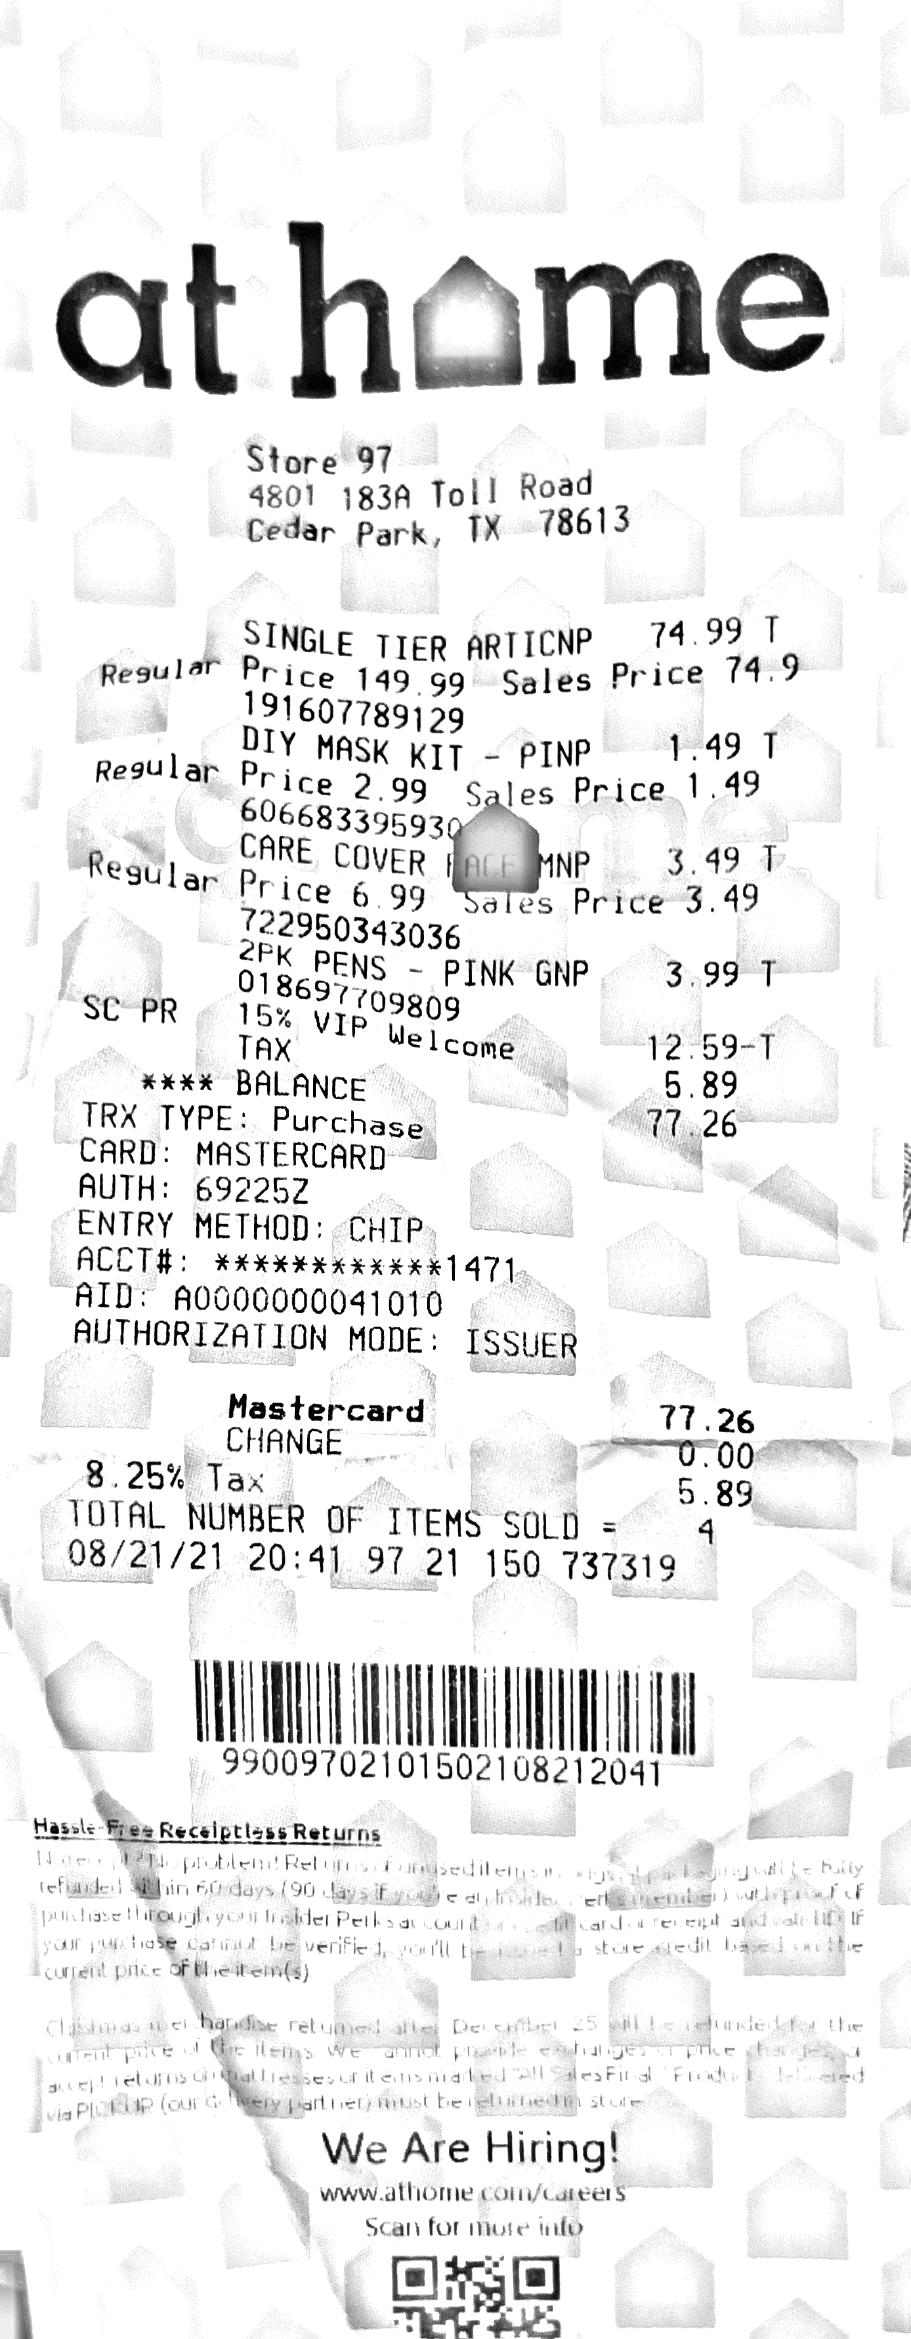 at home
Store 97
4801 183A Toll Road
Cedar Park, TX 78613
SINGLE TIER ARTICNP 74.99 T
Regular Price 149.99 Sales Price 74.9
191607789129
DIY MASK KIT - PINP 1.49 T
Regular Price 2.99 Sales Price 1.49
606683395930
CARE COVER FACE MNP 3.49 T
Regular Price 6.99 Sales Price 3.49
722950343036
2PK PENS - PINK GNP 3.99 T
018697709809
SC PR 15% VIP Welcome 12.59-T
TAX 5.89
**** BALANCE 77.26
TRX TYPE: Purchase
CARD: MASTERCARD
AUTH: 69225Z
ENTRY METHOD: CHIP
ACCT#: ************1471
AID: A0000000041010
AUTHORIZATION MODE: ISSUER
Mastercard 77.26
CHANGE 0.00
8.25% Tax 5.89
TOTAL NUMBER OF ITEMS SOLD = 4
08/21/21 20:41 97 21 150 737319
99009702101502108212041
Hassle-Free Receiptless Returns
No problem! Returns of unused items in packaging will be fully
refunded within 60 days (90 days if you're an Insider Perks member) with proof of
purchase through your Insider Perks account card or receipt and valid ID. If
your purchase cannot be verified, you'll be issued a store credit based on the
current price of the item(s)
Christmas merchandise returned after December 25 will be refunded for the
current price of the items. We cannot provide exchanges or price changes, or
accept returns on mattresses or items marked "All Sales Final." Products delivered
via PICKUP (our delivery partner) must be returned in store
We Are Hiring!
www.athome.com/careers
Scan for more info